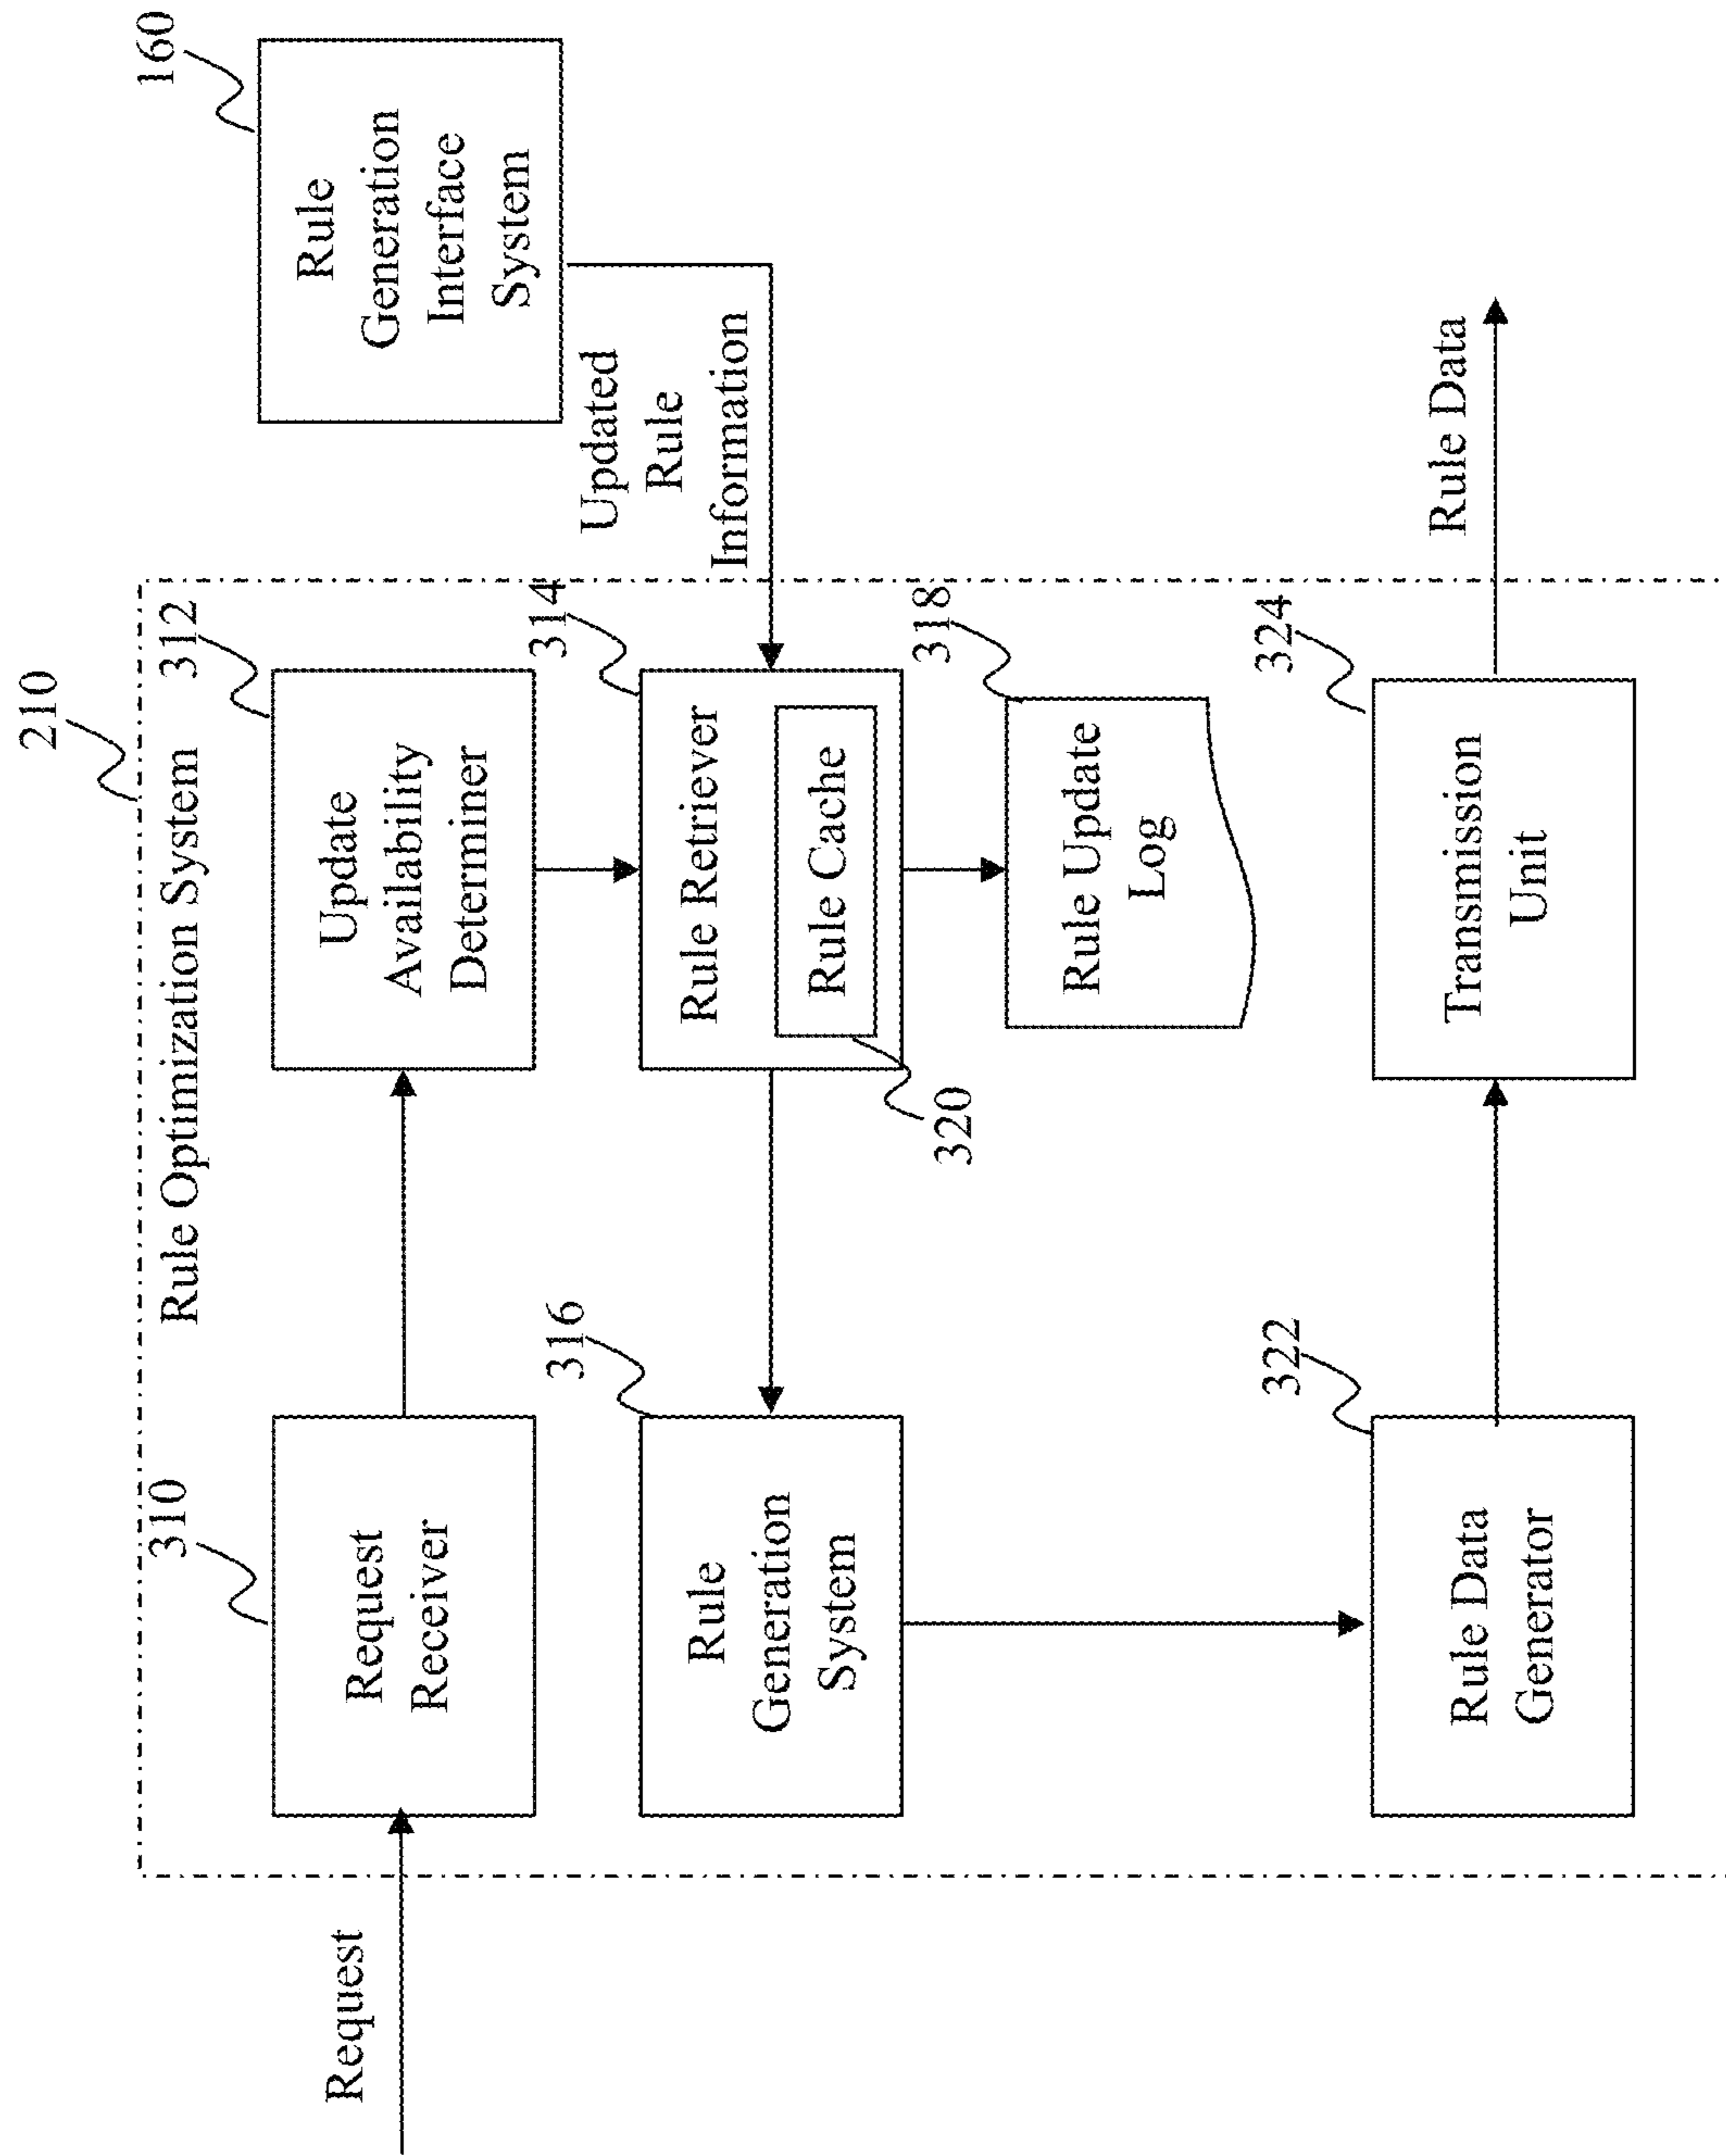 210
Rule Optimization System
Request
310
Request
Receiver
312
Update
Availability
Determiner
160
Rule
Generation
Interface
System
Updated
Rule
Information
316
Rule
Generation
System
314
Rule Retriever
Rule Cache
320
318
Rule Update
Log
322
Rule Data
Generator
324
Transmission
Unit
Rule Data